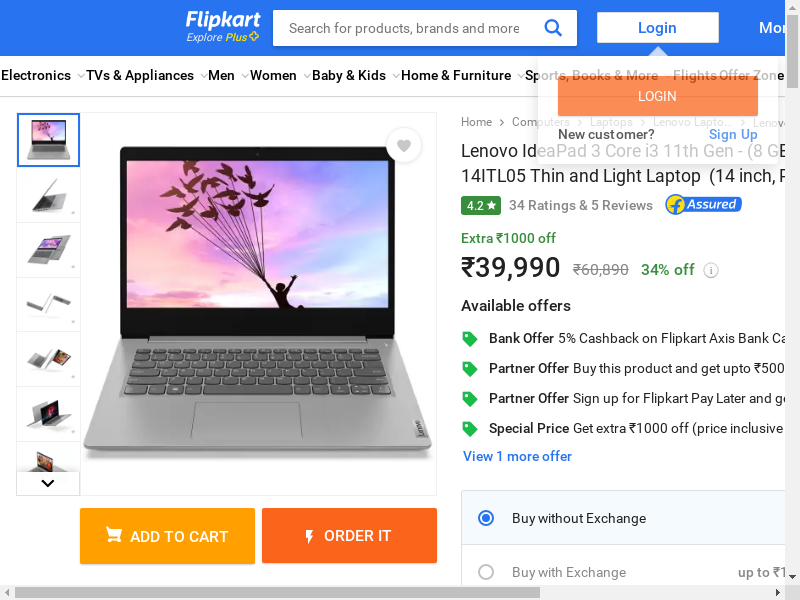 Flipkart
Explore Plus
Search for products, brands and more
Login
Mor
Electronics
TVs & Appliances
Men
Women
Baby & Kids
Home & Furniture
Sports, Books & More
Flights
Offer Zone
LOGIN
New customer?
Sign Up
Home
Computers
Laptops
Lenovo Lapto...
Lenovo
Lenovo IdeaPad 3 Core i3 11th Gen - (8 GB
14ITL05 Thin and Light Laptop (14 inch, P
4.2
34 Ratings & 5 Reviews
Assured
Extra ₹1000 off
₹39,990
₹60,890
34% off
i
Available offers
Bank Offer 5% Cashback on Flipkart Axis Bank Ca
Partner Offer Buy this product and get upto ₹500
Partner Offer Sign up for Flipkart Pay Later and ge
Special Price Get extra ₹1000 off (price inclusive
View 1 more offer
Lenovo
ADD TO CART
ORDER IT
Buy without Exchange
Buy with Exchange
up to ₹1